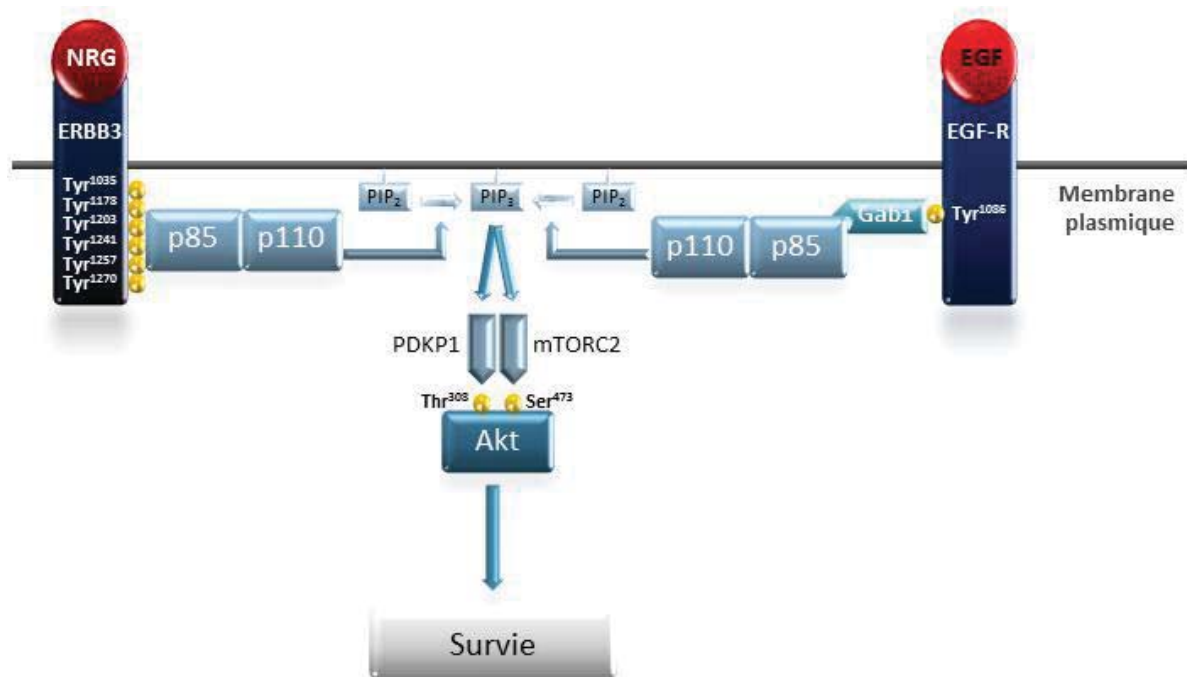 NRG
EGF
ERBB3
EGF-R
Tyr¹⁰³⁵
Tyr¹¹⁷⁸
Tyr¹²⁰³
Tyr¹²⁴¹
Tyr¹²⁵⁷
Tyr¹²⁷⁰
p85
p110
PIP₂
PIP₃
PIP₂
p110
p85
Gab1
Tyr¹⁰⁸⁶
Membrane
plasmique
PDKP1
mTORC2
Thr³⁰⁸
Ser⁴⁷³
Akt
Survie